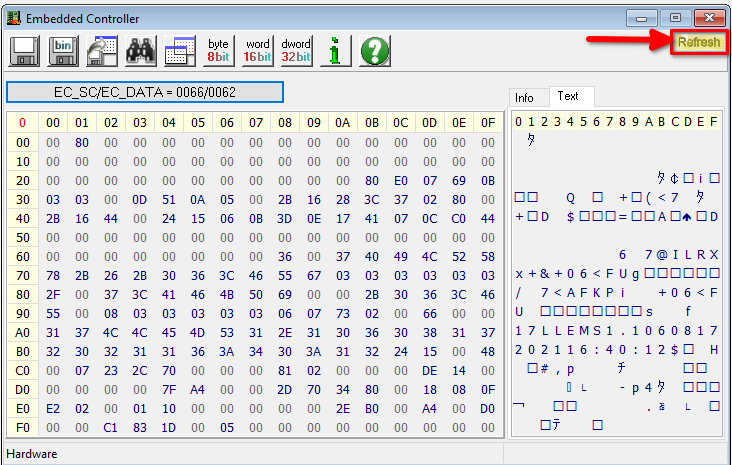 Embedded Controller
bin
byte 8bit
word 16bit
dword 32bit
Refresh
EC_SC/EC_DATA = 0066/0062
Info
Text
0 00 01 02 03 04 05 06 07 08 09 0A 0B 0C 0D 0E 0F
00 00 80 00 00 00 00 00 00 00 00 00 00 00 00 00 00
10 00 00 00 00 00 00 00 00 00 00 00 00 00 00 00 00
20 00 00 00 00 00 00 00 00 00 00 00 80 E0 07 69 0B
30 03 03 00 0D 51 0A 05 00 2B 16 28 3C 37 02 80 00
40 2B 16 44 00 24 15 06 0B 3D 0E 17 41 07 0C C0 44
50 00 00 00 00 00 00 00 00 00 00 00 00 00 00 00 00
60 00 00 00 00 00 00 00 00 36 00 37 40 49 4C 52 58
70 78 2B 26 2B 30 36 3C 46 55 67 03 03 03 03 03 03
80 2F 00 37 3C 41 46 4B 50 69 00 00 2B 30 36 3C 46
90 55 00 08 03 03 03 03 03 06 07 73 02 00 66 00 00
A0 31 37 4C 4C 45 4D 53 31 2E 31 30 36 30 38 31 37
B0 32 30 32 31 31 36 3A 34 30 3A 31 32 24 15 00 48
C0 00 07 23 2C 70 00 00 00 81 02 00 00 00 DE 14 00
D0 00 00 00 00 7F A4 00 00 2D 70 34 80 00 18 08 0F
E0 E2 02 00 01 10 00 00 00 00 00 2E B0 00 A4 00 D0
F0 00 00 C1 83 1D 00 05 00 00 00 00 00 00 00 00 00
0 1 2 3 4 5 6 7 8 9 A B C D E F
ﾀ
ﾀ ¢ □ i □
□ □ Q □ + □ ( < 7 ﾀ
+ □ D $ □ □ □ = □ □ A □ ♠ □ D
6 7 @ I L R X
x + & + 0 6 < F U g □ □ □ □ □ □
/ 7 < A F K P i + 0 6 < F
U □ □ □ □ □ □ □ □ s f
1 7 L L E M S 1 . 1 0 6 0 8 1 7
2 0 2 1 1 6 : 4 0 : 1 2 $ □ H
□ # , p □ □
- p 4 ﾀ □ □ □
□ □ . □
□ □
Hardware